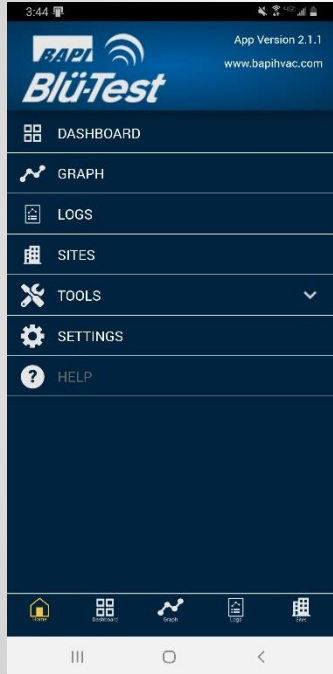 3:44
App Version 2.1.1
BAPI
www.bapihvac.com
Blü-Test
DASHBOARD
GRAPH
LOGS
SITES
TOOLS
SETTINGS
? HELP
Home Dashboard Graph Logs Sites